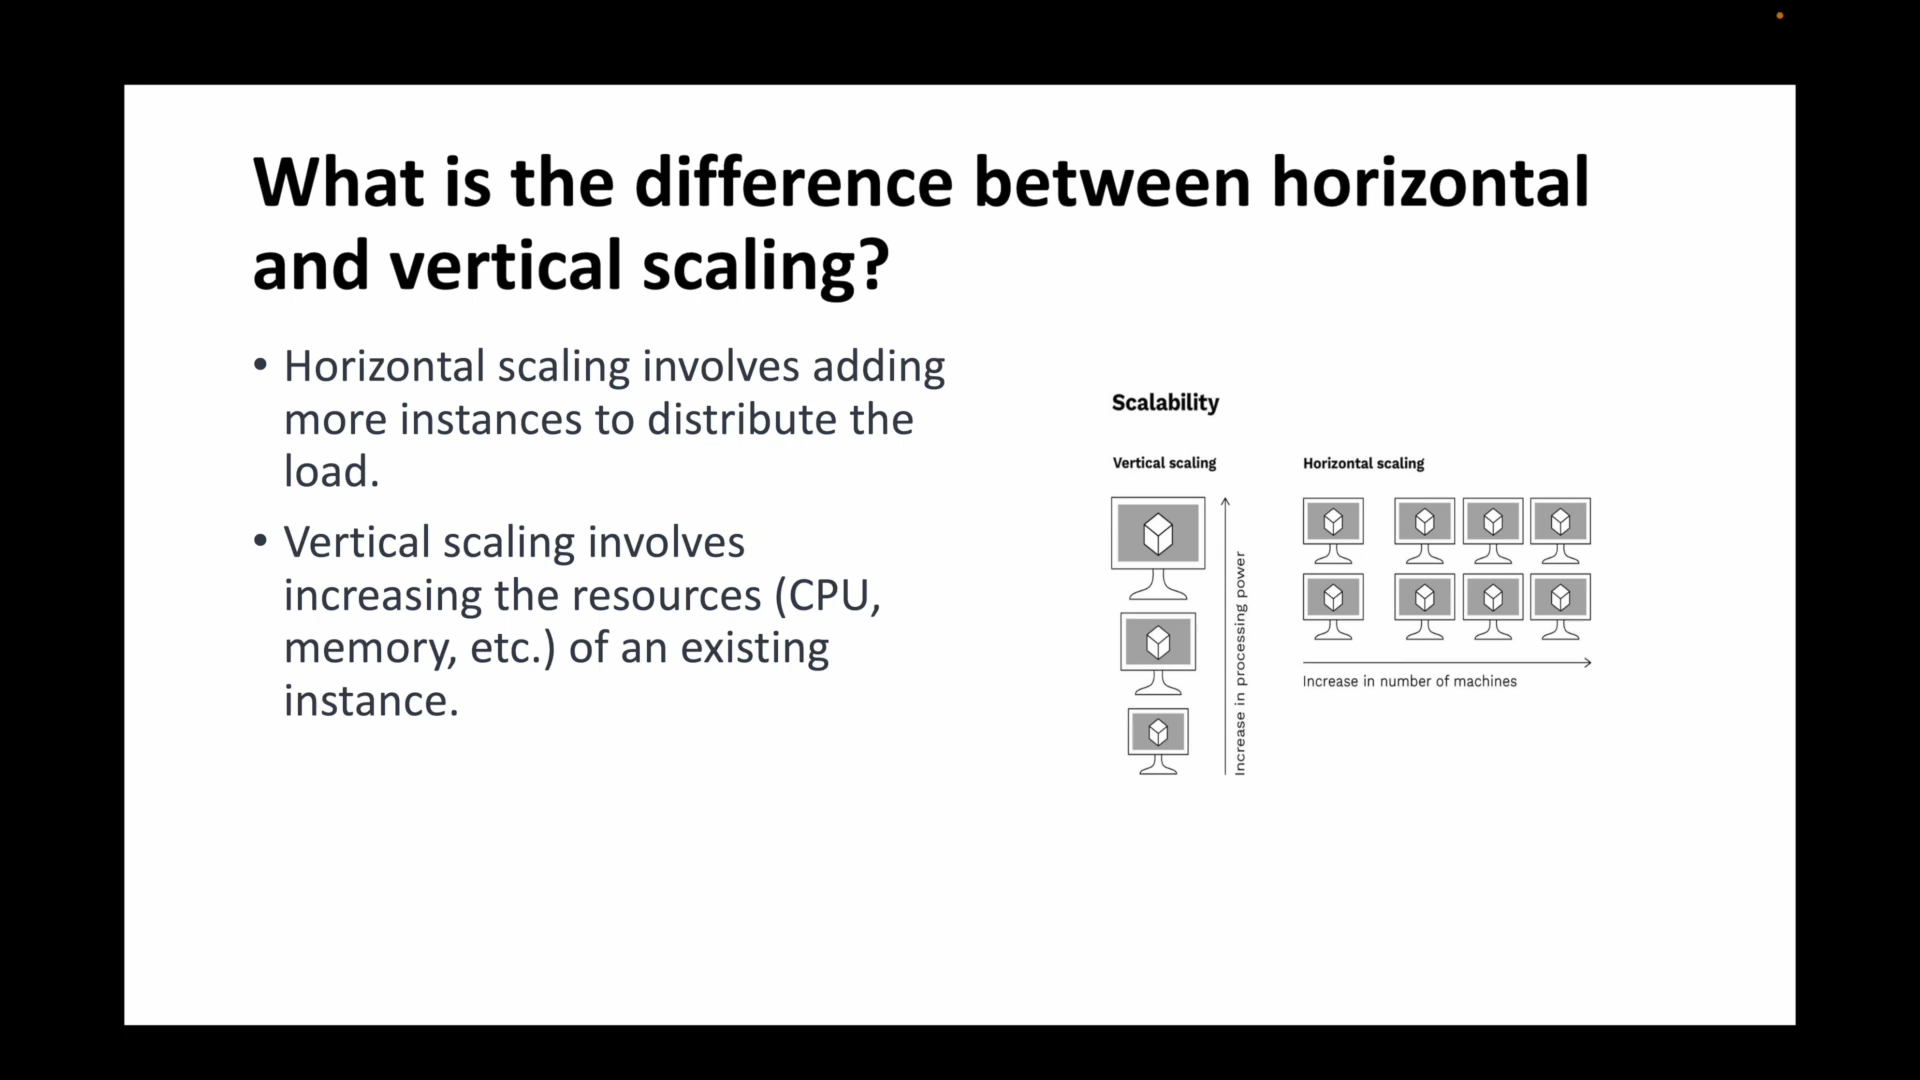 What is the difference between horizontal
and vertical scaling?
• Horizontal scaling involves adding
more instances to distribute the
load.
• Vertical scaling involves
increasing the resources (CPU,
memory, etc.) of an existing
instance.
Scalability
Vertical scaling
Increase in processing power
Horizontal scaling
Increase in number of machines